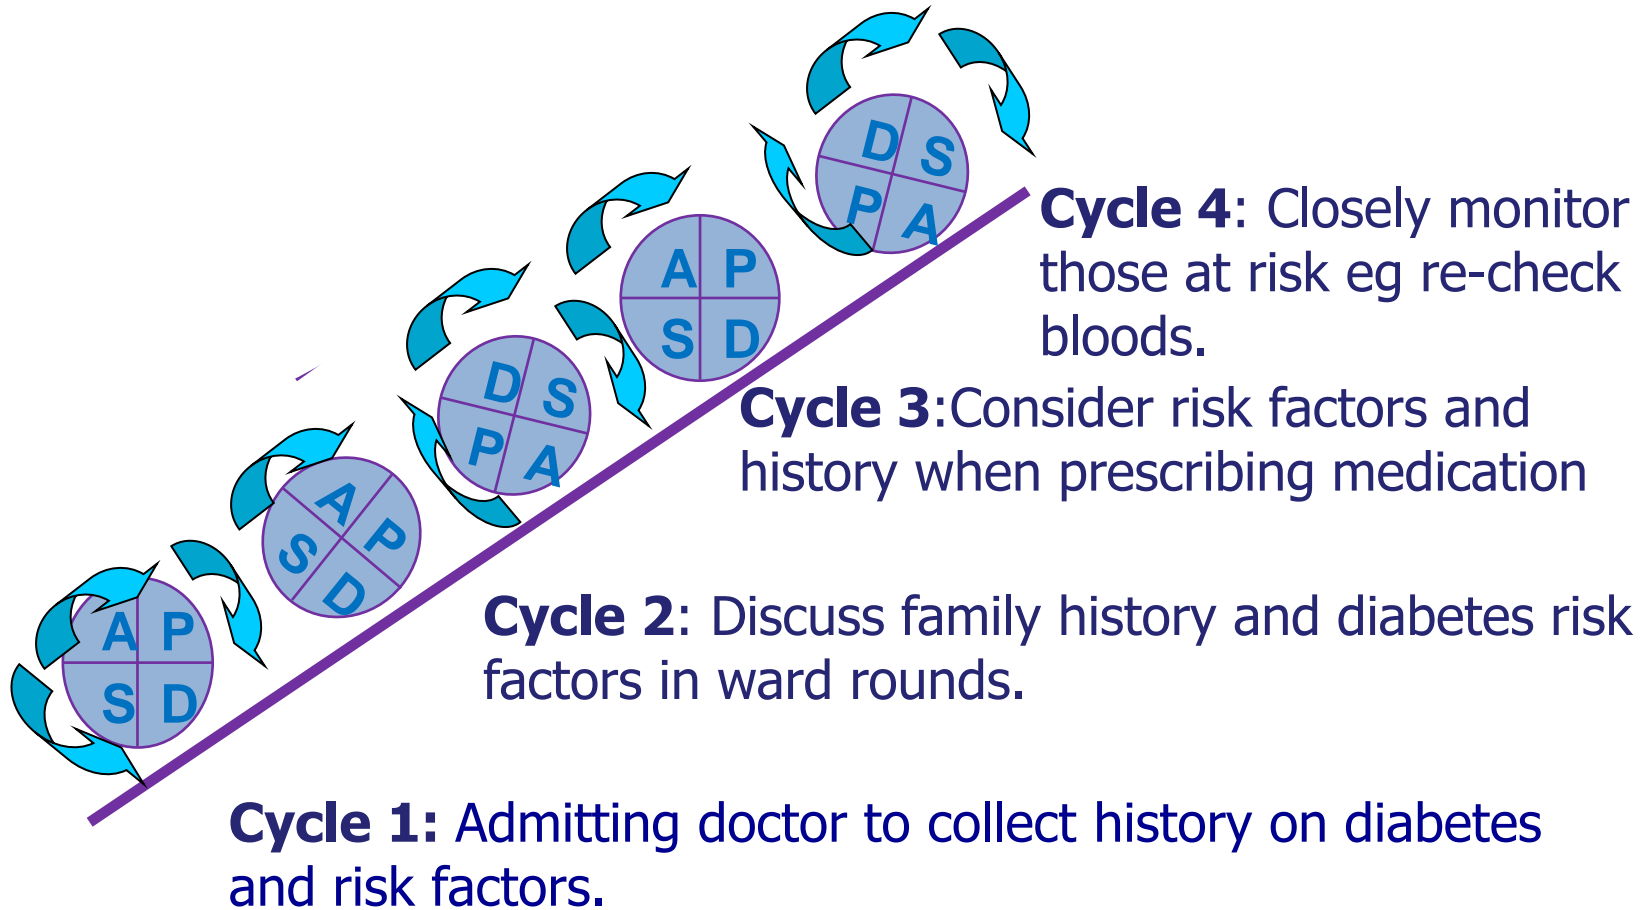 D S
P A
Cycle 4: Closely monitor
those at risk eg re-check
bloods.
A P
S D
Cycle 3:Consider risk factors and
history when prescribing medication
D S
P A
A P
S D
Cycle 2: Discuss family history and diabetes risk
factors in ward rounds.
A P
S D
Cycle 1: Admitting doctor to collect history on diabetes
and risk factors.